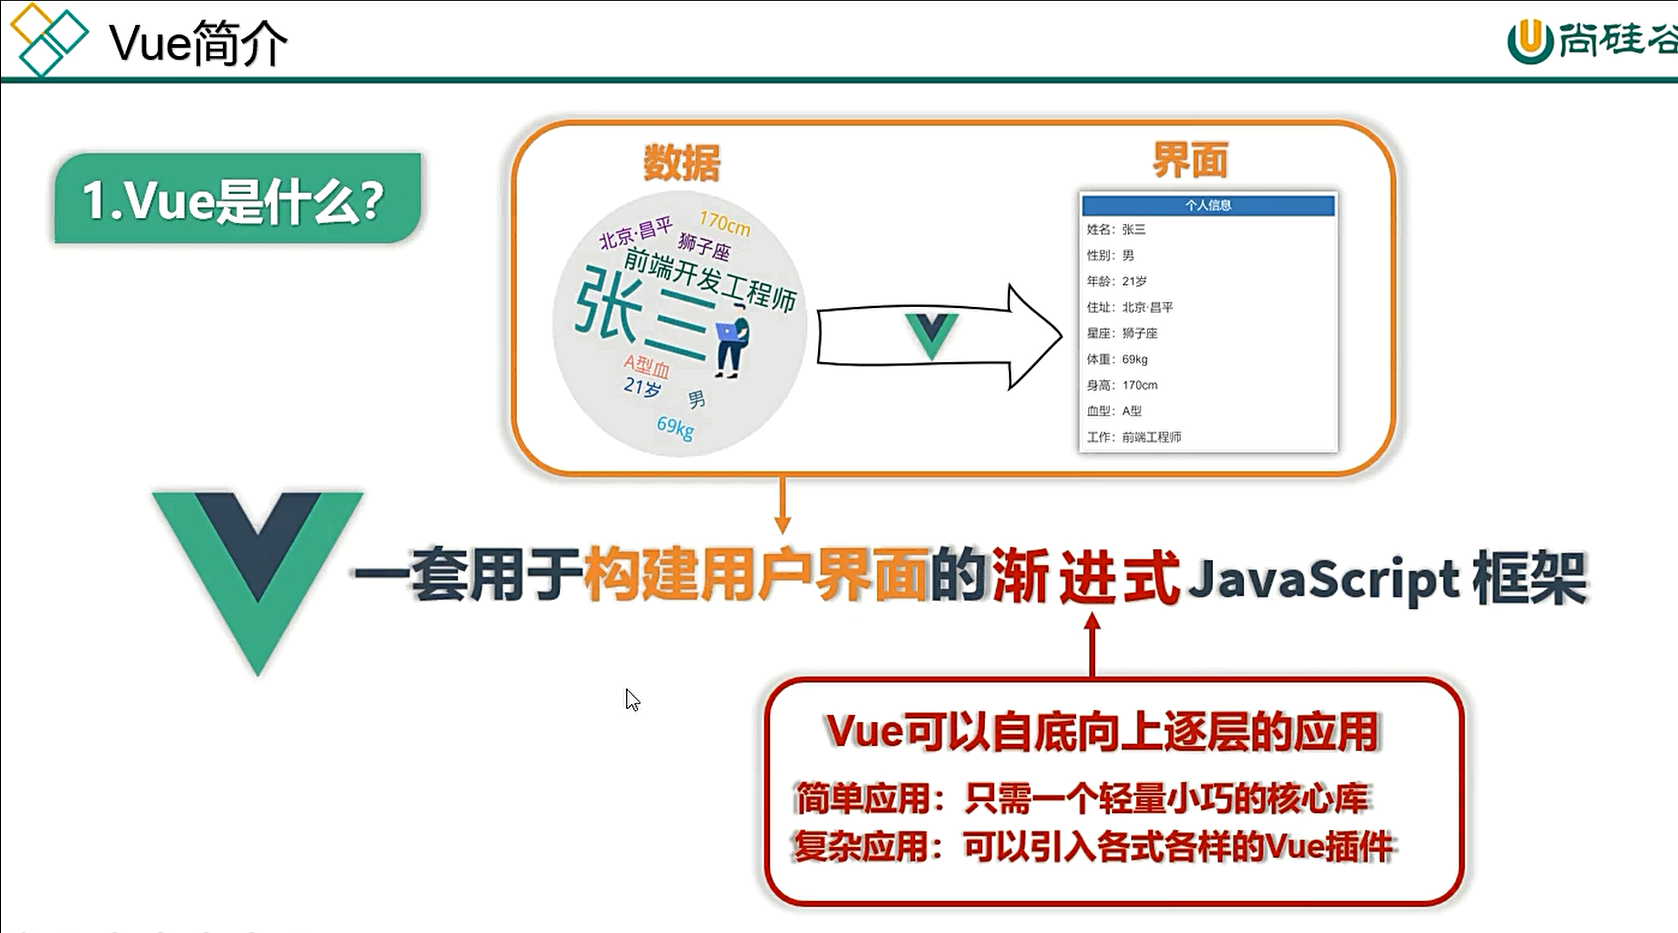 Vue简介
尚硅谷
1.Vue是什么?
数据
北京·昌平
170cm
狮子座
前端开发工程师
张三
A型血
21岁
男
69kg
界面
个人信息
姓名：张三
性别：男
年龄：21岁
住址：北京·昌平
星座：狮子座
体重：69kg
身高：170cm
血型：A型
工作：前端工程师
一套用于构建用户界面的渐进式JavaScript 框架
Vue可以自底向上逐层的应用
简单应用：只需一个轻量小巧的核心库
复杂应用：可以引入各式各样的Vue插件